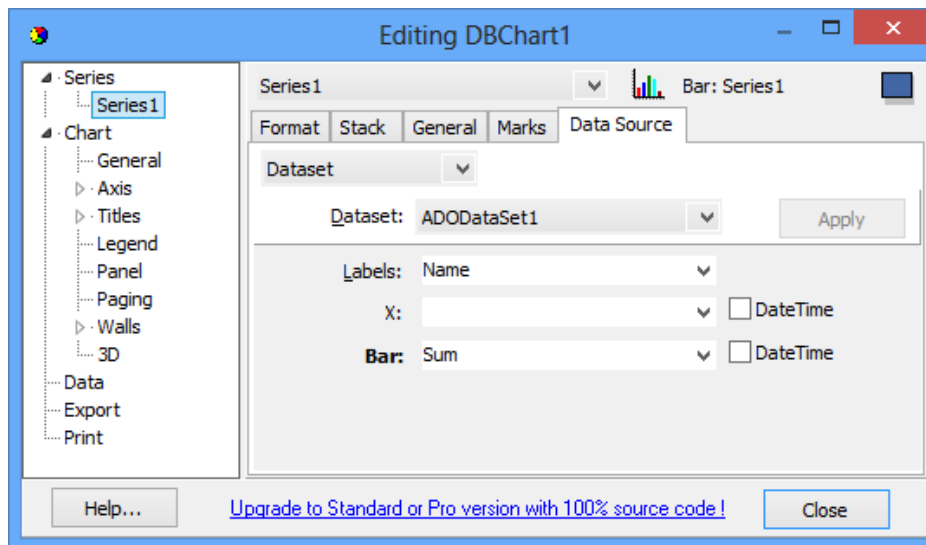 Editing DBChart1
Series
Series1
Chart
General
Axis
Titles
Legend
Panel
Paging
Walls
3D
Data
Export
Print
Series1 Bar: Series1
Format Stack General Marks Data Source
Dataset
Dataset: ADODataSet1 Apply
Labels: Name
X: DateTime
Bar: Sum DateTime
Help... Upgrade to Standard or Pro version with 100% source code ! Close